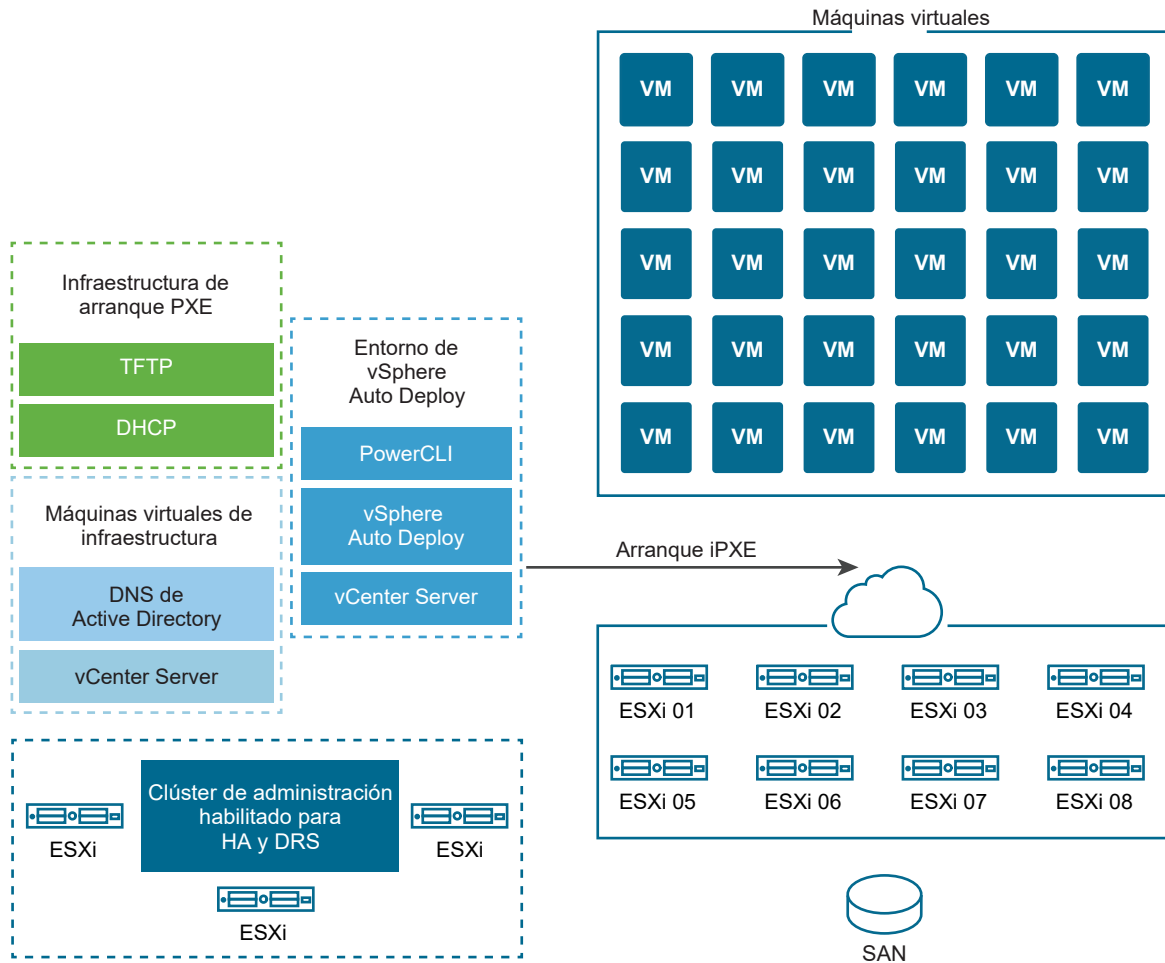 Máquinas virtuales
VM VM VM VM VM VM
VM VM VM VM VM VM
VM VM VM VM VM VM
VM VM VM VM VM VM
VM VM VM VM VM VM
Infraestructura de
arranque PXE
TFTP
DHCP
Máquinas virtuales de
infraestructura
DNS de
Active Directory
vCenter Server
Entorno de
vSphere
Auto Deploy
PowerCLI
vSphere
Auto Deploy
vCenter Server
Arranque iPXE
ESXi 01 ESXi 02 ESXi 03 ESXi 04
ESXi 05 ESXi 06 ESXi 07 ESXi 08
Clúster de administración
habilitado para
HA y DRS
ESXi
ESXi
ESXi
SAN